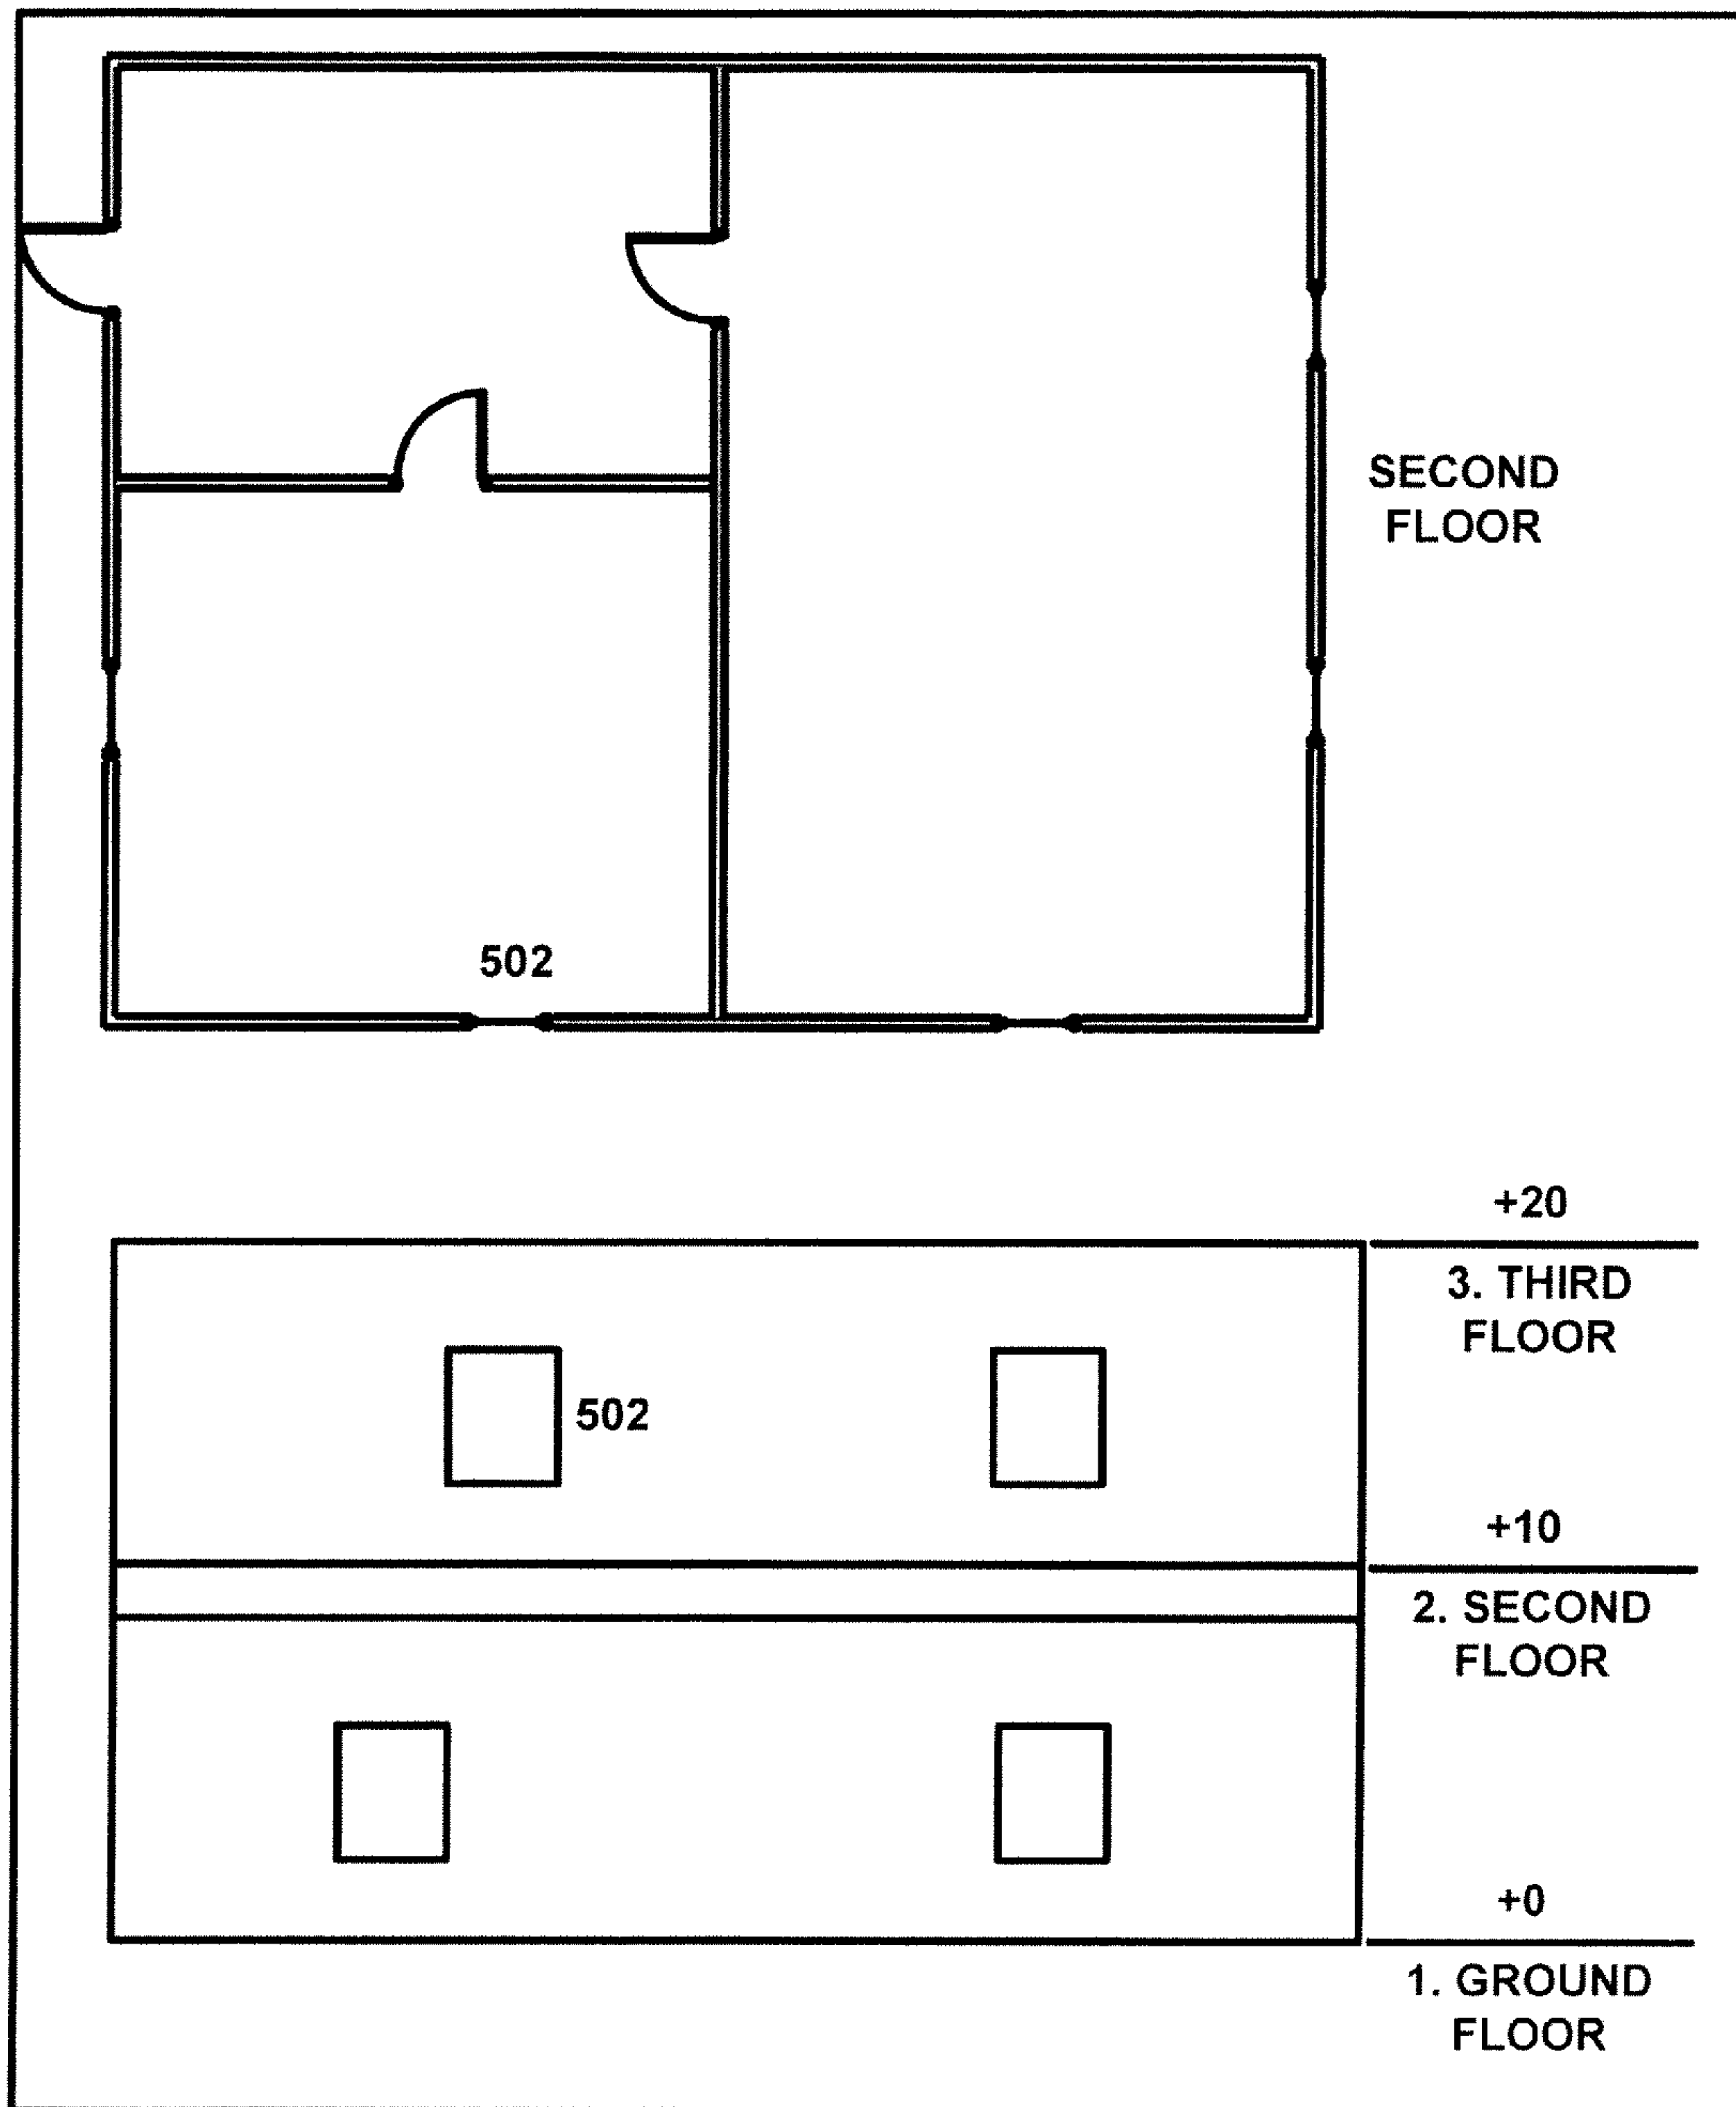 SECOND
FLOOR
502
+20
3. THIRD
FLOOR
502
+10
2. SECOND
FLOOR
+0
1. GROUND
FLOOR